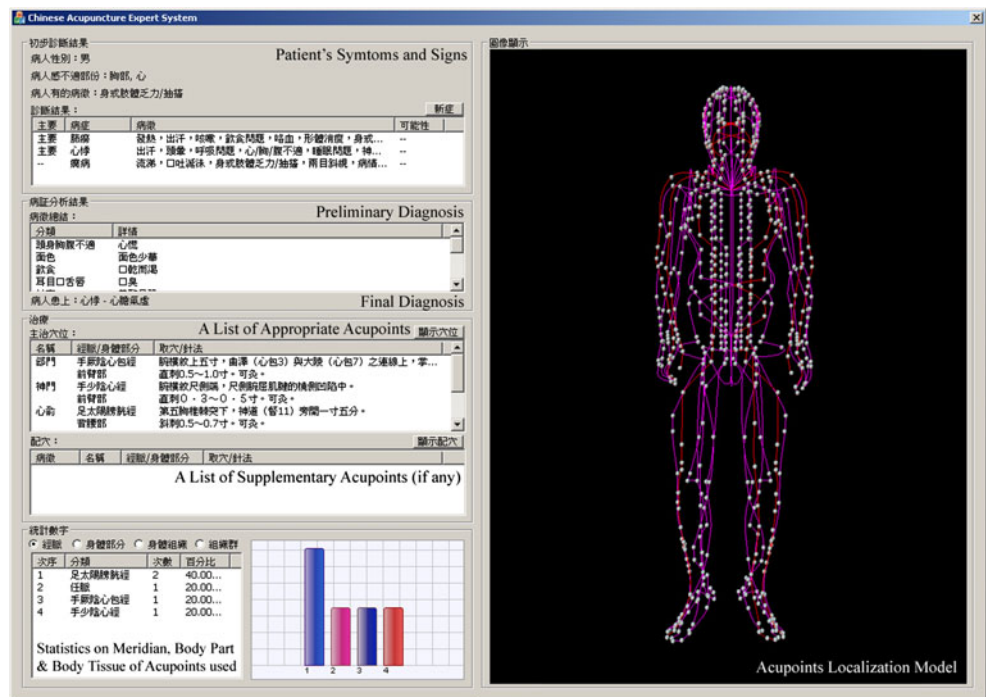 Chinese Acupuncture Expert System
初步診斷結果
Patient's Symtoms and Signs
病人性別：男
病人感不適部份：胸部, 心
病人有的病徵：身或肢體乏力/抽搐
診斷結果：
新症
主要 病症 病徵 可能性
主要 肺癆 發熱，出汗，咳嗽，飲食問題，咯血，形體消瘦，身或... --
主要 心悸 出汗，頭暈，呼吸問題，心/胸/腹不適，睡眠問題，神... --
-- 癇病 流涕，口吐涎沫，身或肢體乏力/抽搐，兩目斜視，... --
病証分析結果
Preliminary Diagnosis
病徵總結：
分類 詳情
頭身胸腹不適 心慌
面色 面色少華
飲食 口乾而渴
耳目口舌唇 口臭
病人患上：心悸 - 心膽氣虛
Final Diagnosis
治療
A List of Appropriate Acupoints
主治穴位：
顯示穴位
名稱 經脈/身體部分 取穴/針法
郄門 手厥陰心包經 腕橫紋上五寸，曲澤（心包3）與大陵（心包7）之連線上，掌...
前臂部 直刺0.5～1.0寸。可灸。
神門 手少陰心經 腕橫紋尺側端，尺側腕屈肌腱的橈側凹陷中。
前臂部 直刺０．３～０．５寸。可灸。
心俞 足太陽膀胱經 第五胸椎棘突下，神道（督11）旁開一寸五分。
背腰部 斜刺0.5～0.7寸。可灸。
配穴：
顯示配穴
病徵 名稱 經脈/身體部分 取穴/針法
A List of Supplementary Acupoints (if any)
統計數字
經脈 身體部分 身體組織 組織群
次序 分類 次數 百分比
1 足太陽膀胱經 2 40.00...
2 任脈 1 20.00...
3 手厥陰心包經 1 20.00...
4 手少陰心經 1 20.00...
Statistics on Meridian, Body Part
& Body Tissue of Acupoints used
1 2 3 4
圖像顯示
Acupoints Localization Model